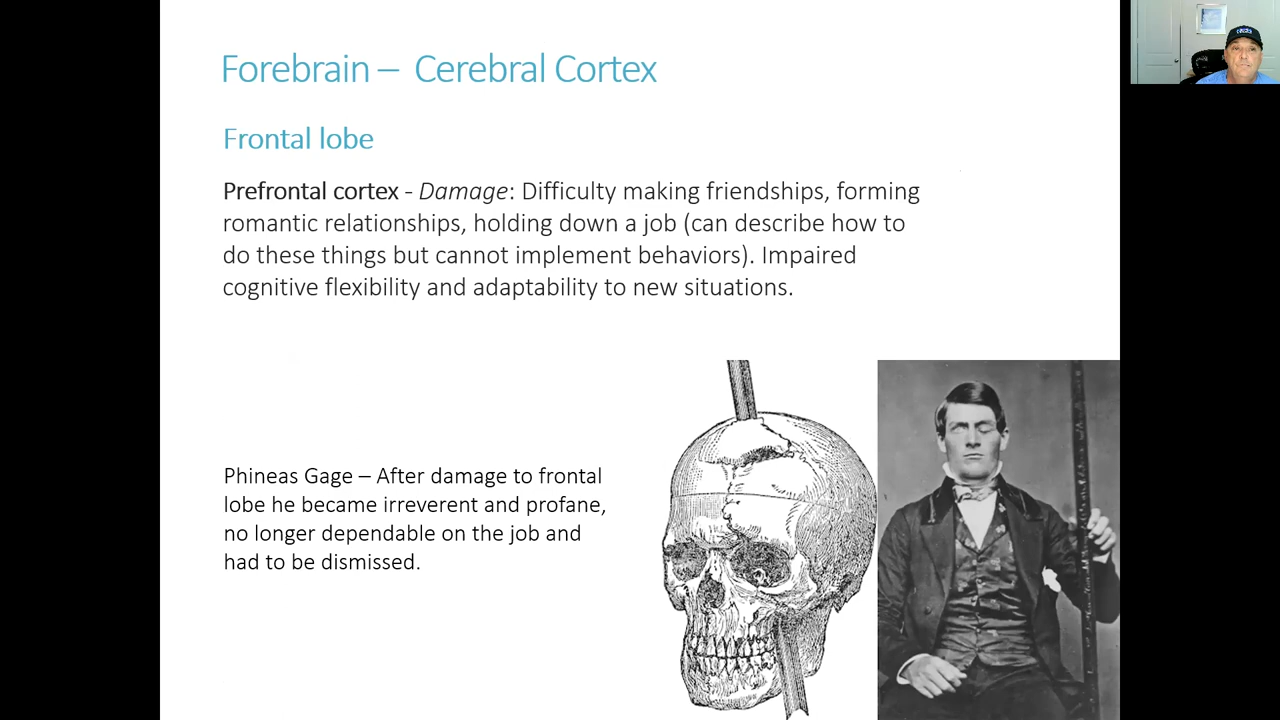 Forebrain – Cerebral Cortex
Frontal lobe
Prefrontal cortex - Damage: Difficulty making friendships, forming
romantic relationships, holding down a job (can describe how to
do these things but cannot implement behaviors). Impaired
cognitive flexibility and adaptability to new situations.
Phineas Gage – After damage to frontal
lobe he became irreverent and profane,
no longer dependable on the job and
had to be dismissed.